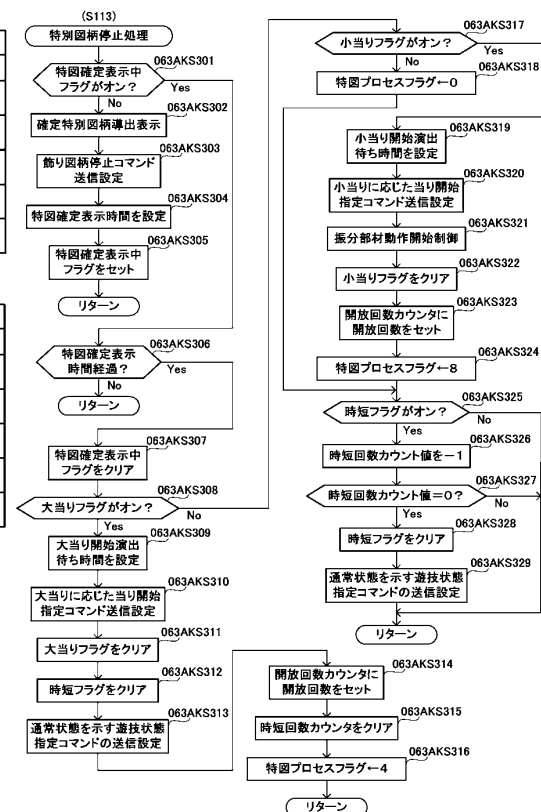 (S113)
特別図柄停止処理
063AKS301
特図確定表示中
フラグがオン?
Yes
No
063AKS302
確定特別図柄導出表示
063AKS303
飾り図柄停止コマンド
送信設定
063AKS304
特図確定表示時間を設定
063AKS305
特図確定表示中
フラグをセット
リターン
063AKS306
特図確定表示
時間経過?
Yes
No
リターン
063AKS307
特図確定表示中
フラグをクリア
063AKS308
大当りフラグがオン?
No
Yes
063AKS309
大当り開始演出
待ち時間を設定
063AKS310
大当りに応じた当り開始
指定コマンド送信設定
063AKS311
大当りフラグをクリア
063AKS312
時短フラグをクリア
063AKS313
通常状態を示す遊技状態
指定コマンドの送信設定
063AKS314
開放回数カウンタに
開放回数をセット
063AKS315
時短回数カウンタをクリア
063AKS316
特図プロセスフラグ←4
リターン
063AKS317
小当りフラグがオン?
Yes
No
063AKS318
特図プロセスフラグ←0
063AKS319
小当り開始演出
待ち時間を設定
063AKS320
小当りに応じた当り開始
指定コマンド送信設定
063AKS321
振分部材動作開始制御
063AKS322
小当りフラグをクリア
063AKS323
開放回数カウンタに
開放回数をセット
063AKS324
特図プロセスフラグ←8
063AKS325
時短フラグがオン?
No
Yes
063AKS326
時短回数カウント値を-1
063AKS327
時短回数カウント値=0?
No
Yes
063AKS328
時短フラグをクリア
063AKS329
通常状態を示す遊技状態
指定コマンドの送信設定
リターン